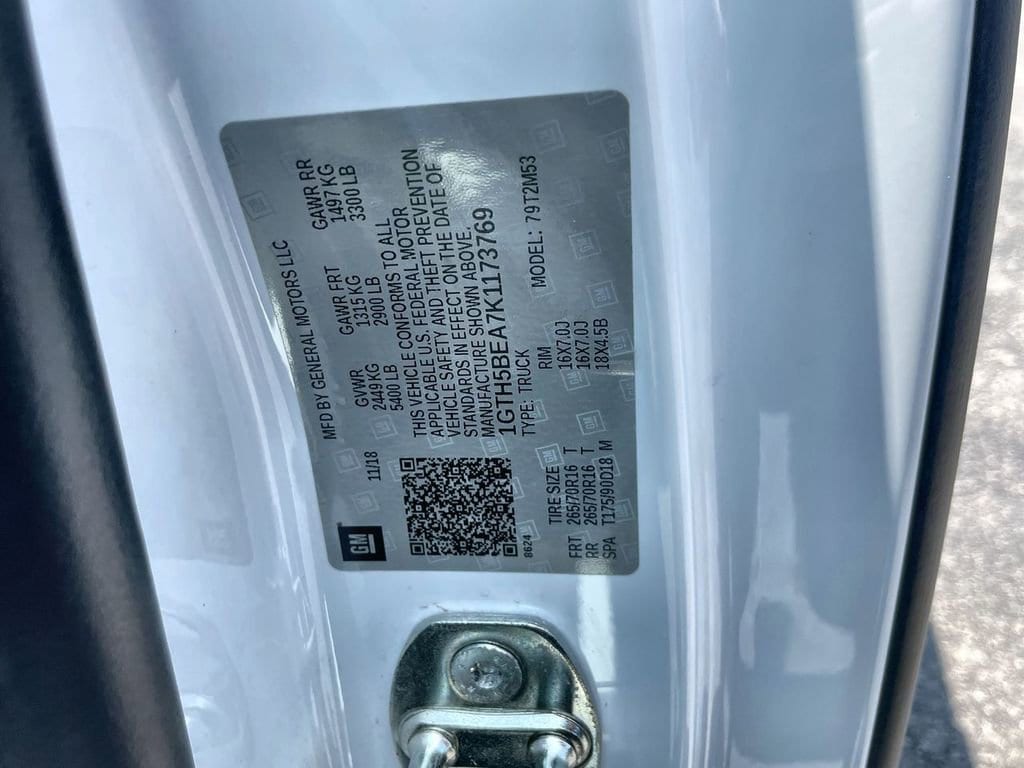 GM
11/18
MFD BY GENERAL MOTORS LLC
GVWR GAWR FRT GAWR RR
2449 KG 1315 KG 1497 KG
5400 LB 2900 LB 3300 LB
THIS VEHICLE CONFORMS TO ALL
APPLICABLE U.S. FEDERAL MOTOR
VEHICLE SAFETY AND THEFT PREVENTION
STANDARDS IN EFFECT ON THE DATE OF
MANUFACTURE SHOWN ABOVE.
1GTH5BEA7K1173769
TYPE: TRUCK MODEL: 79T2M53
8624
TIRE SIZE RIM
FRT 265/70R16 T 16X7.0J
RR 265/70R16 T 16X7.0J
SPA T175/90D18 M 18X4.5B